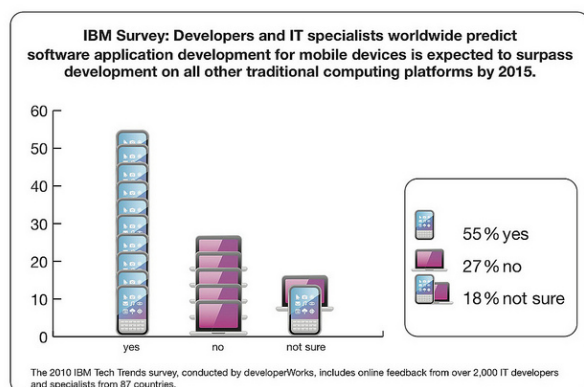 IBM Survey: Developers and IT specialists worldwide predict
software application development for mobile devices is expected to surpass
development on all other traditional computing platforms by 2015.
60
50
40
30
20
10
0
yes
no
not sure
55% yes
27% no
18% not sure
The 2010 IBM Tech Trends survey, conducted by developerWorks, includes online feedback from over 2,000 IT developers
and specialists from 87 countries.